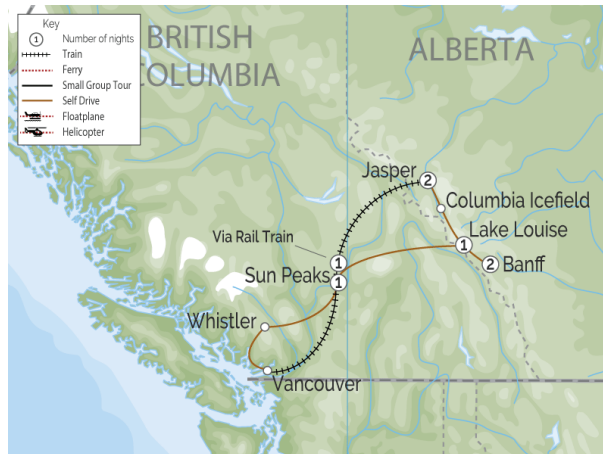 Key
1 Number of nights
Train
Ferry
Small Group Tour
Self Drive
Floatplane
Helicopter
BRITISH
COLUMBIA
ALBERTA
Jasper 2
Columbia Icefield
Lake Louise
1
2 Banff
Via Rail Train
1
Sun Peaks 1
Whistler
Vancouver